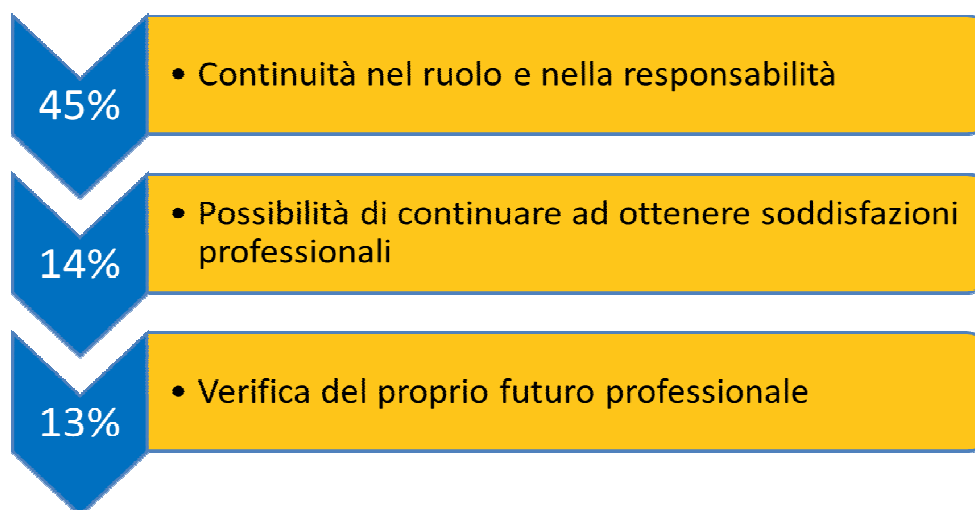 45%
• Continuità nel ruolo e nella responsabilità
14%
• Possibilità di continuare ad ottenere soddisfazioni
professionali
13%
• Verifica del proprio futuro professionale